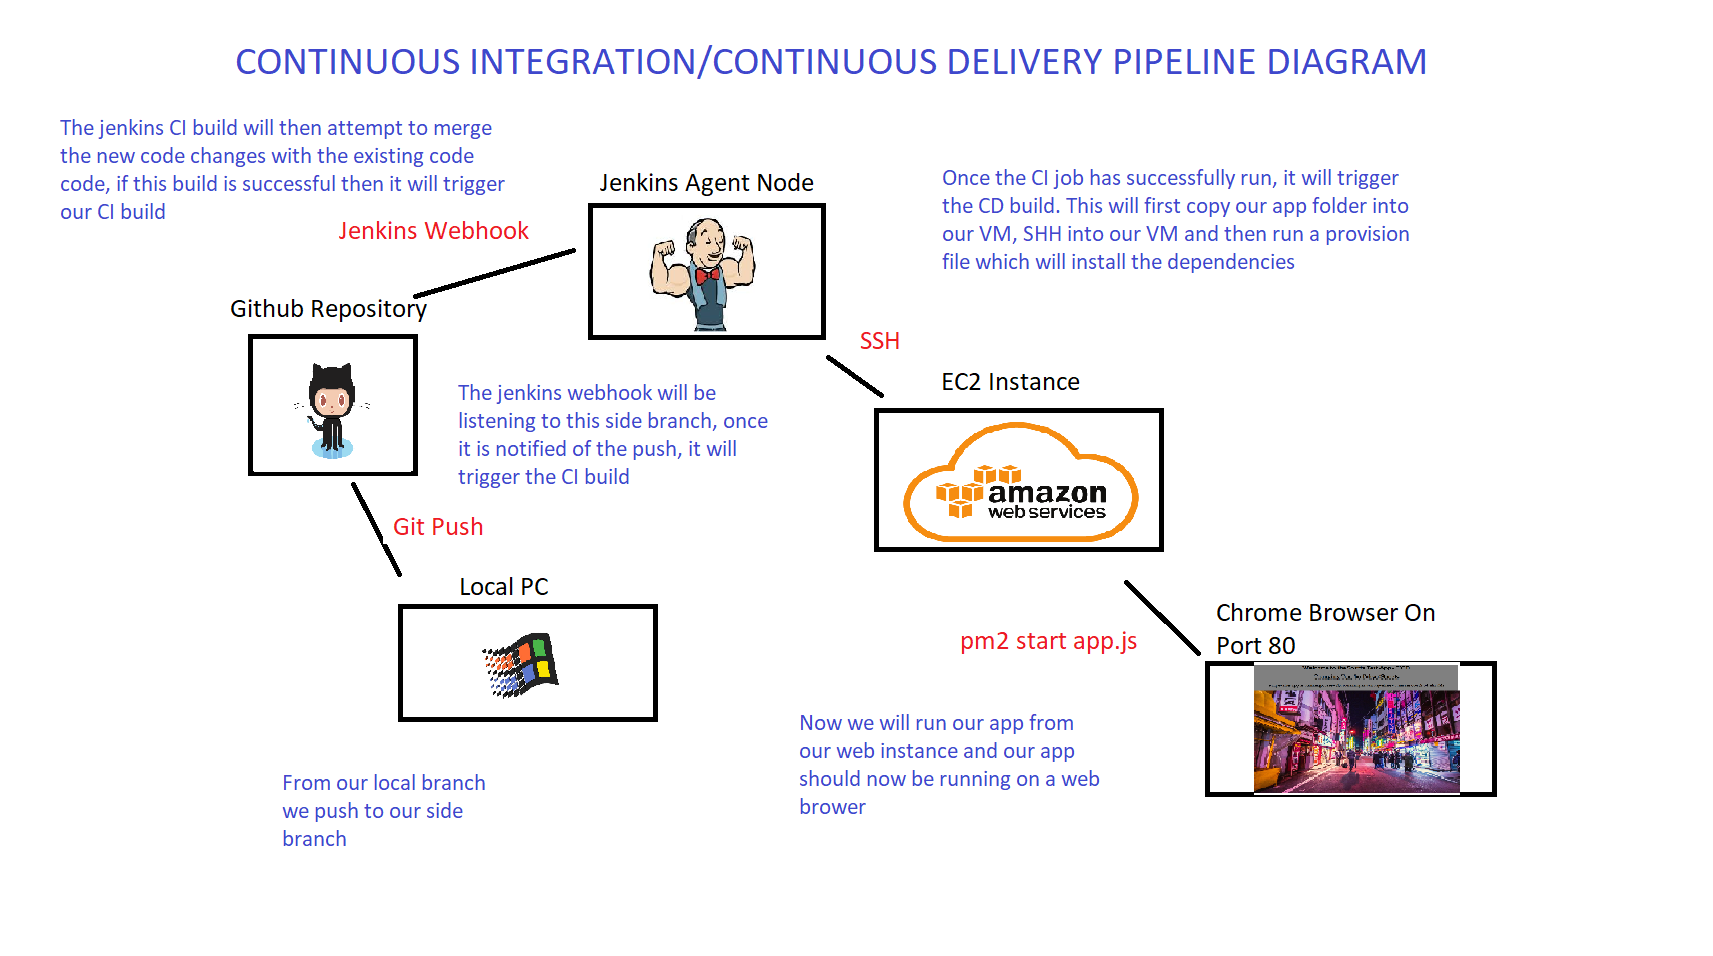 CONTINUOUS INTEGRATION/CONTINUOUS DELIVERY PIPELINE DIAGRAM
The jenkins CI build will then attempt to merge
the new code changes with the existing code
code, if this build is successful then it will trigger
our CI build
Jenkins Webhook
Jenkins Agent Node
Once the CI job has successfully run, it will trigger
the CD build. This will first copy our app folder into
our VM, SHH into our VM and then run a provision
file which will install the dependencies
Github Repository
The jenkins webhook will be
listening to this side branch, once
it is notified of the push, it will
trigger the CI build
SSH
EC2 Instance
amazon
web services
Git Push
Local PC
From our local branch
we push to our side
branch
pm2 start app.js
Chrome Browser On
Port 80
Now we will run our app from
our web instance and our app
should now be running on a web
brower